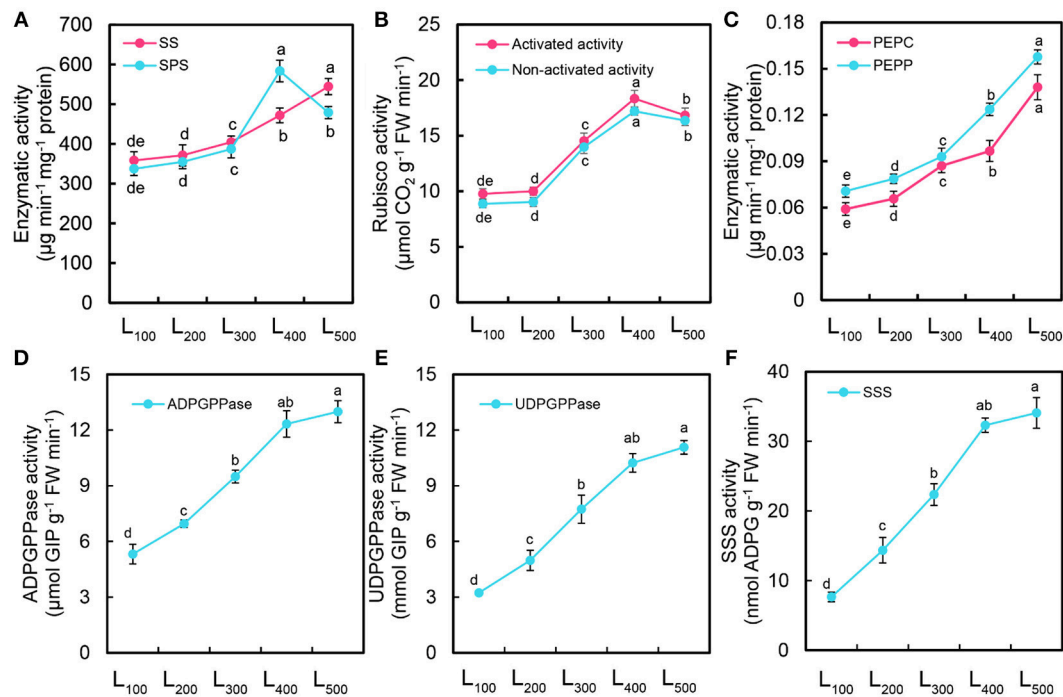 A
Enzymatic activity
(µg min⁻¹ mg⁻¹ protein)
700
600
500
400
300
200
100
0
SS
SPS
de
d
c
a
a
de
d
c
b
b
L₁₀₀ L₂₀₀ L₃₀₀ L₄₀₀ L₅₀₀
B
Rubisco activity
(µmol CO₂ g⁻¹ FW min⁻¹)
25
20
15
10
5
0
Activated activity
Non-activated activity
de
d
c
a
b
de
d
c
a
b
L₁₀₀ L₂₀₀ L₃₀₀ L₄₀₀ L₅₀₀
C
Enzymatic activity
(µg min⁻¹ mg⁻¹ protein)
0.18
0.15
0.12
0.09
0.06
0.03
0.00
PEPC
PEPP
e
d
c
b
a
e
d
c
b
a
L₁₀₀ L₂₀₀ L₃₀₀ L₄₀₀ L₅₀₀
D
ADPGPPase activity
(µmol GIP g⁻¹ FW min⁻¹)
15
12
9
6
3
0
ADPGPPase
d
c
b
ab
a
L₁₀₀ L₂₀₀ L₃₀₀ L₄₀₀ L₅₀₀
E
UDPGPPase activity
(mmol GIP g⁻¹ FW min⁻¹)
15
12
9
6
3
0
UDPGPPase
d
c
b
ab
a
L₁₀₀ L₂₀₀ L₃₀₀ L₄₀₀ L₅₀₀
F
SSS activity
(nmol ADPG g⁻¹ FW min⁻¹)
40
30
20
10
0
SSS
d
c
b
ab
a
L₁₀₀ L₂₀₀ L₃₀₀ L₄₀₀ L₅₀₀